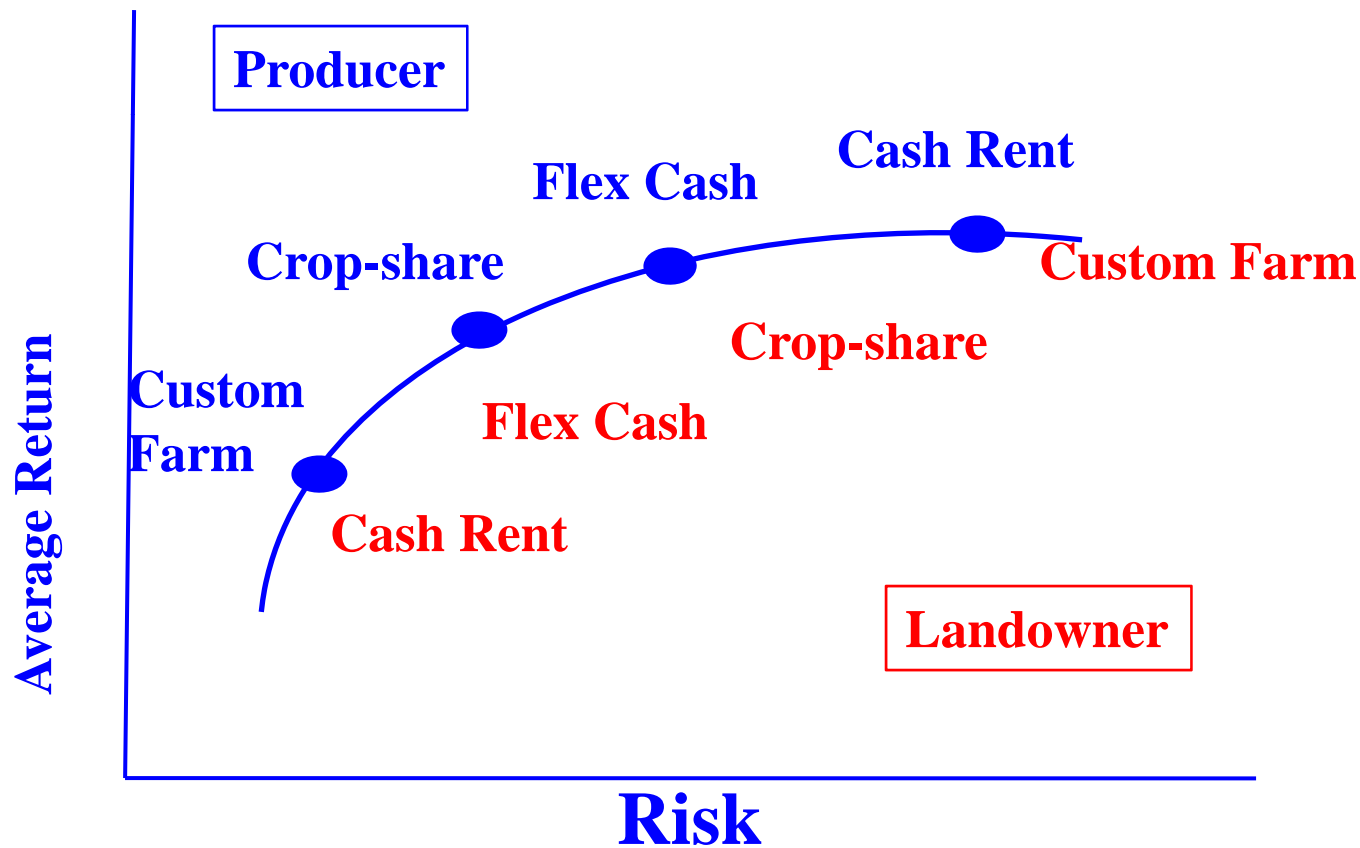 Producer
Cash Rent
Flex Cash
Crop-share
Custom Farm
Crop-share
Custom
Farm
Flex Cash
Cash Rent
Landowner
Average Return
Risk